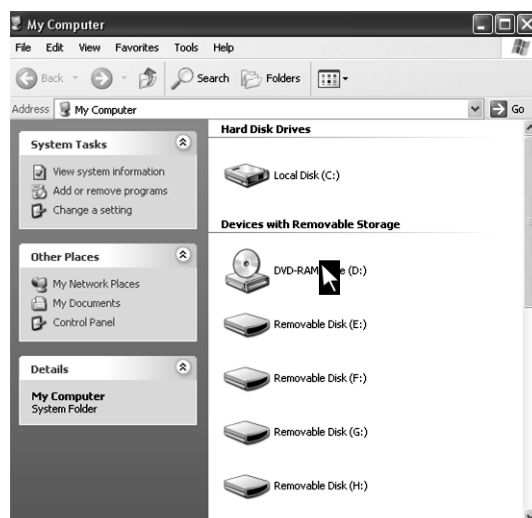 My Computer
File Edit View Favorites Tools Help
Back Search Folders
Address My Computer Go
System Tasks
View system information
Add or remove programs
Change a setting
Other Places
My Network Places
My Documents
Control Panel
Details
My Computer
System Folder
Hard Disk Drives
Local Disk (C:)
Devices with Removable Storage
DVD-RAM (D:)
Removable Disk (E:)
Removable Disk (F:)
Removable Disk (G:)
Removable Disk (H:)